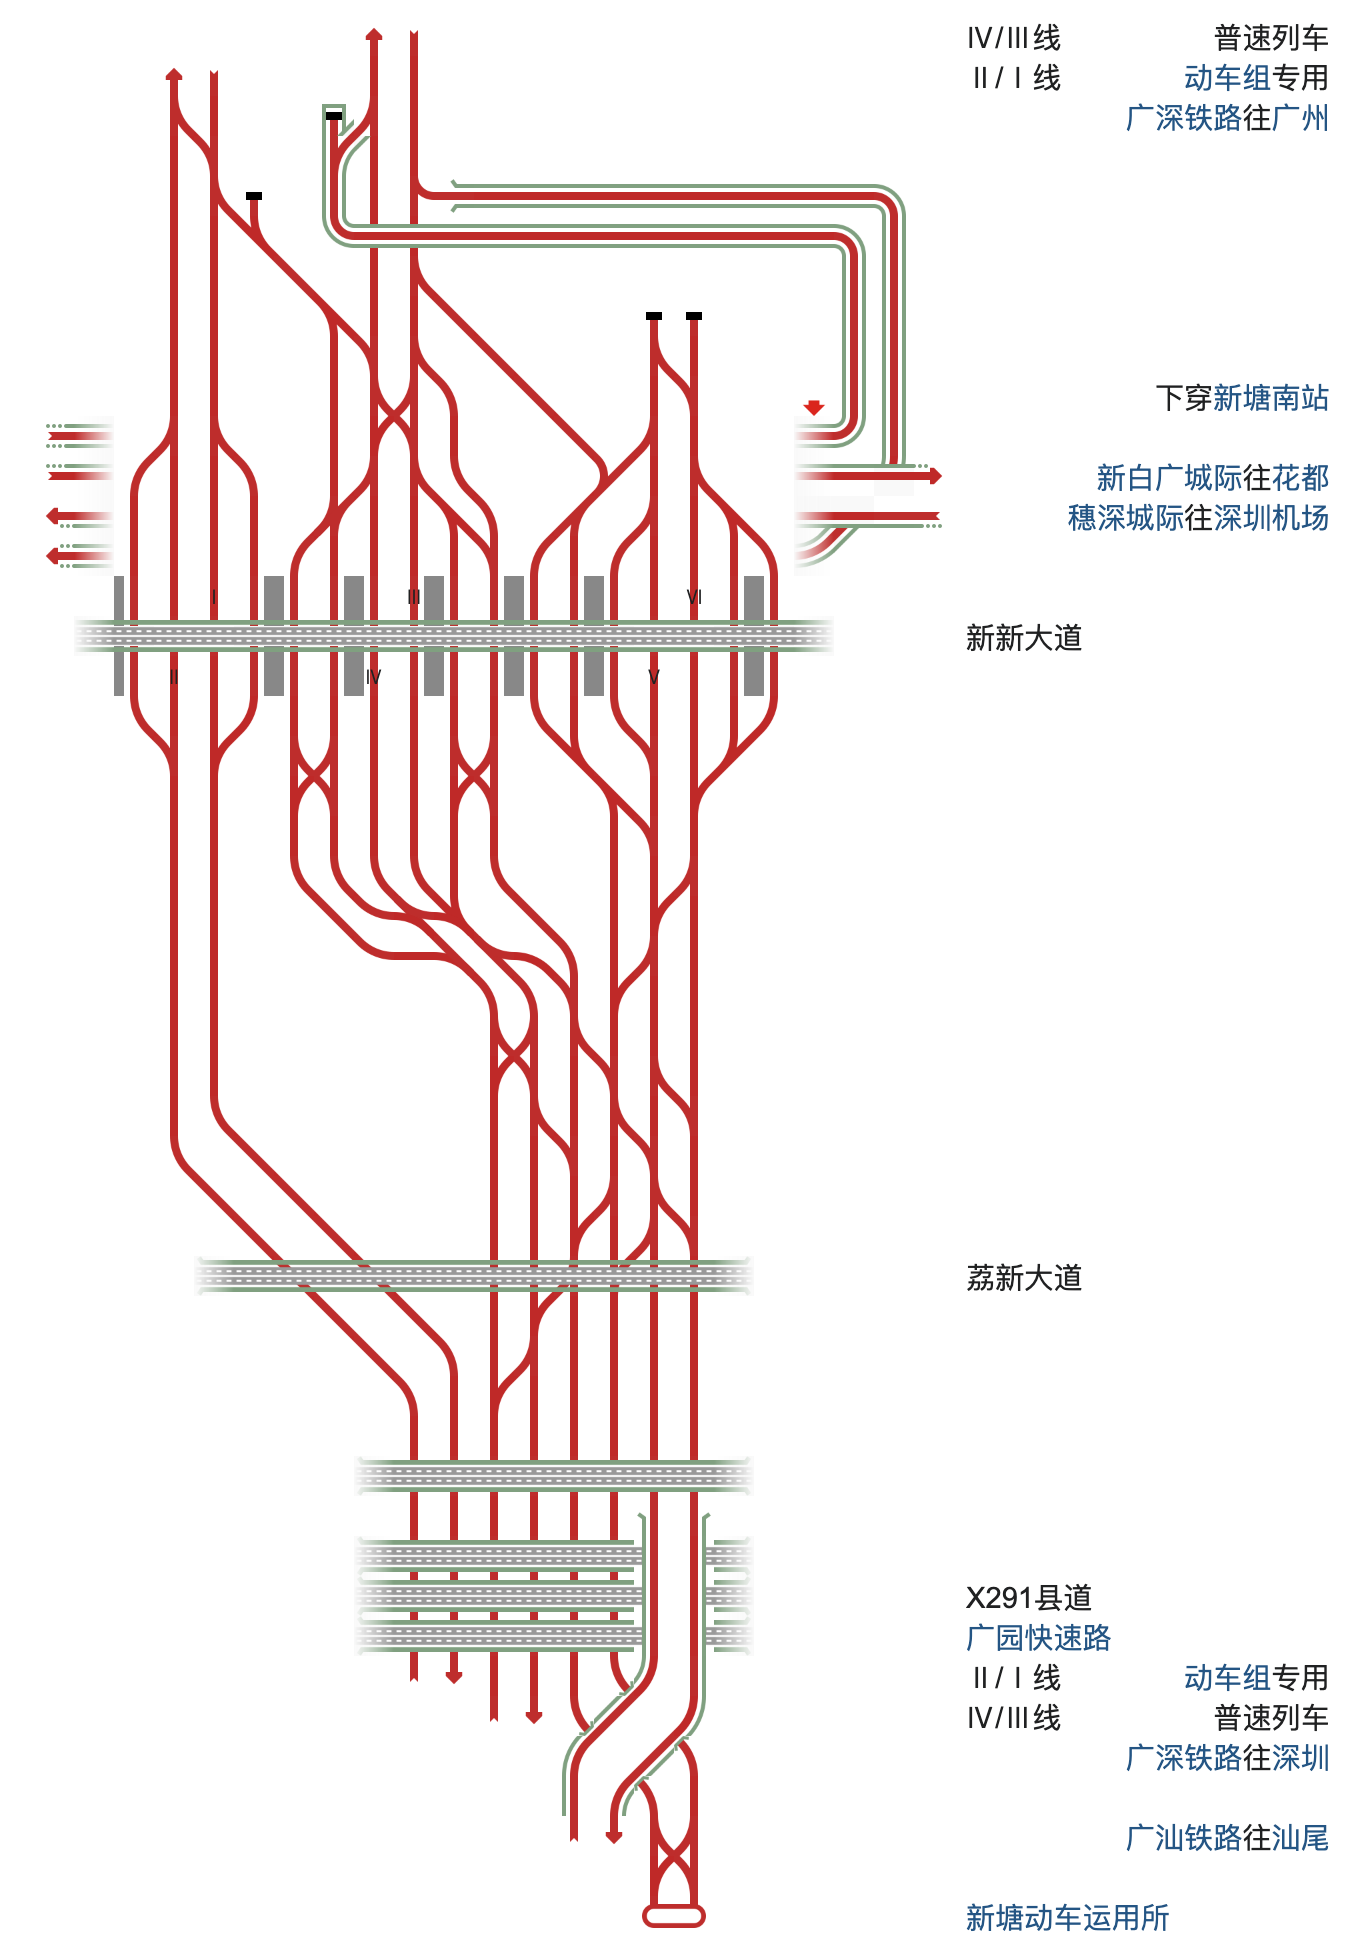 IV/III线 普速列车
II/I线 动车组专用
广深铁路往广州
下穿新塘南站
新白广城际往花都
穗深城际往深圳机场
I III VI
新新大道
II IV V
荔新大道
X291县道
广园快速路
II/I线 动车组专用
IV/III线 普速列车
广深铁路往深圳
广汕铁路往汕尾
新塘动车运用所